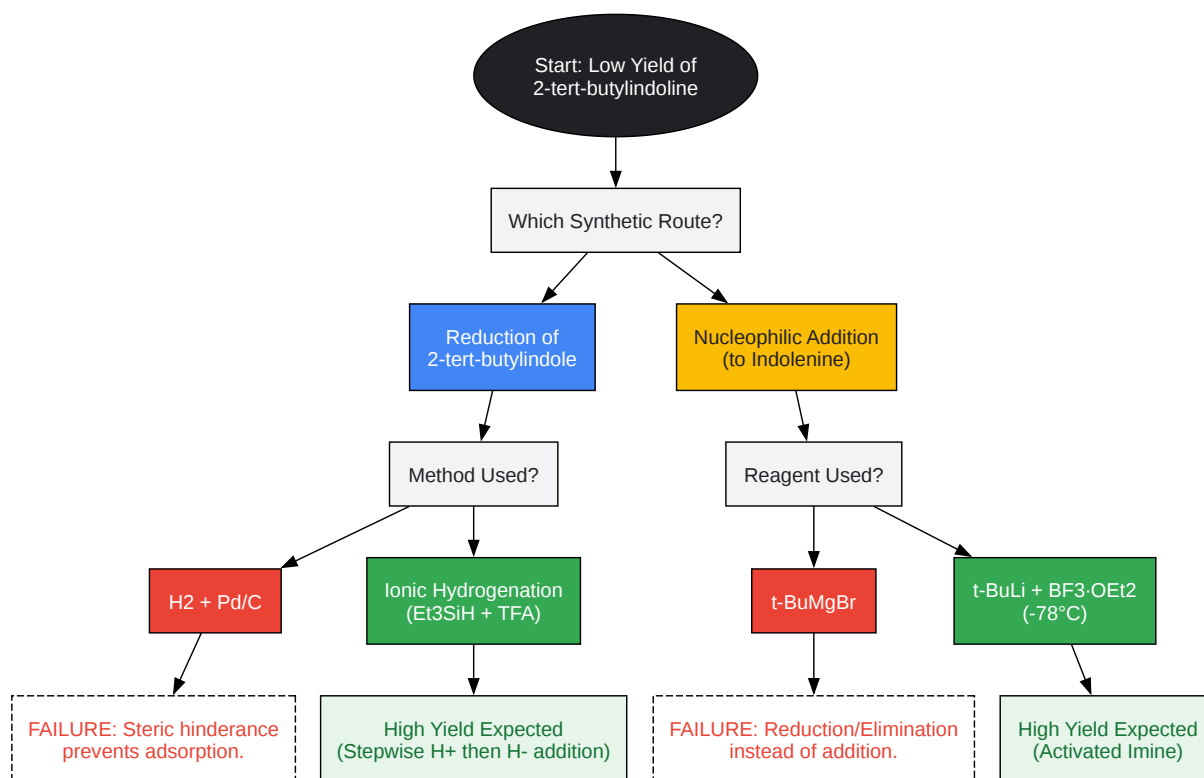 Start: Low Yield of
2-tert-butylindoline
Which Synthetic Route?
Reduction of
2-tert-butylindole
Nucleophilic Addition
(to Indolenine)
Method Used?
Reagent Used?
H2 + Pd/C
Ionic Hydrogenation
(Et3SiH + TFA)
t-BuMgBr
t-BuLi + BF3·OEt2
(-78°C)
FAILURE: Steric hinderance
prevents adsorption.
High Yield Expected
(Stepwise H+ then H- addition)
FAILURE: Reduction/Elimination
instead of addition.
High Yield Expected
(Activated Imine)